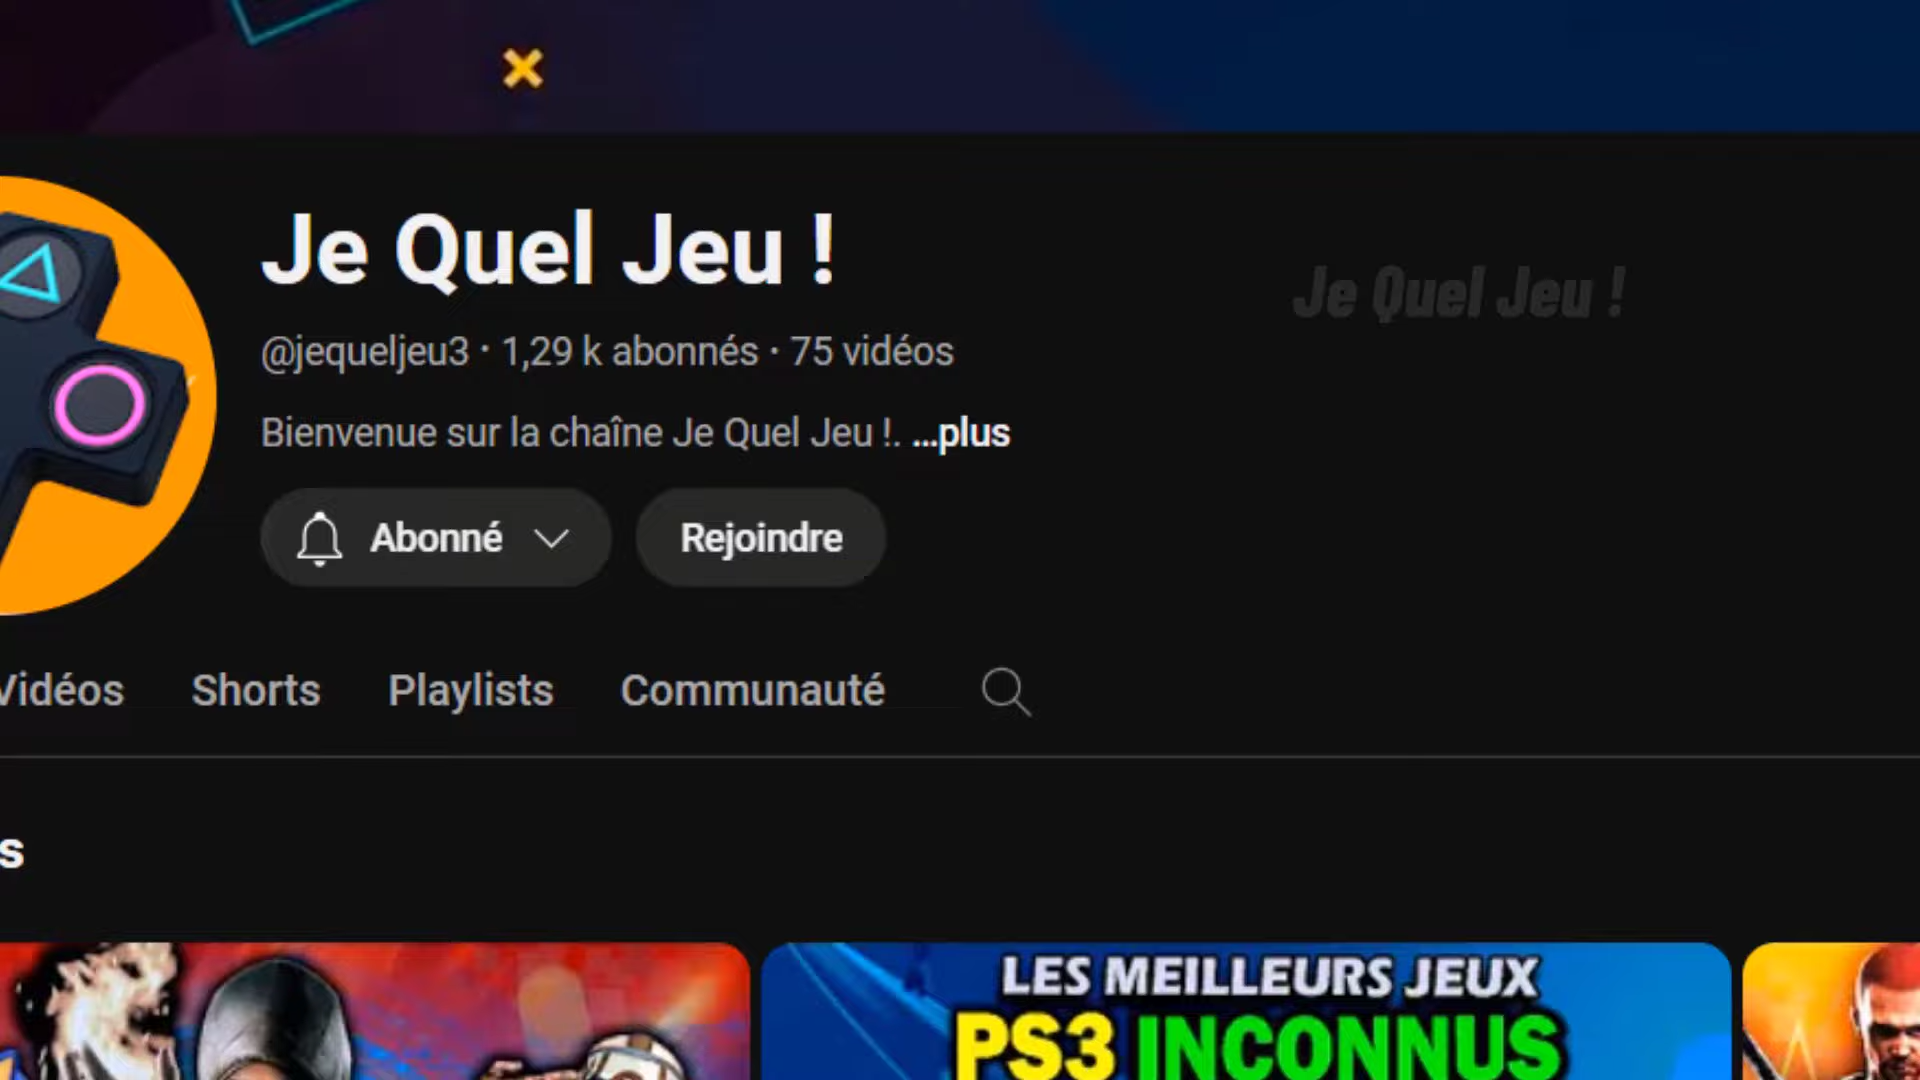 Je Quel Jeu !
Je Quel Jeu !
@jequeljeu3 · 1,29 k abonnés · 75 vidéos
Bienvenue sur la chaîne Je Quel Jeu !. ...plus
Abonné
Rejoindre
Vidéos Shorts Playlists Communauté
s
LES MEILLEURS JEUX
PS3 INCONNUS